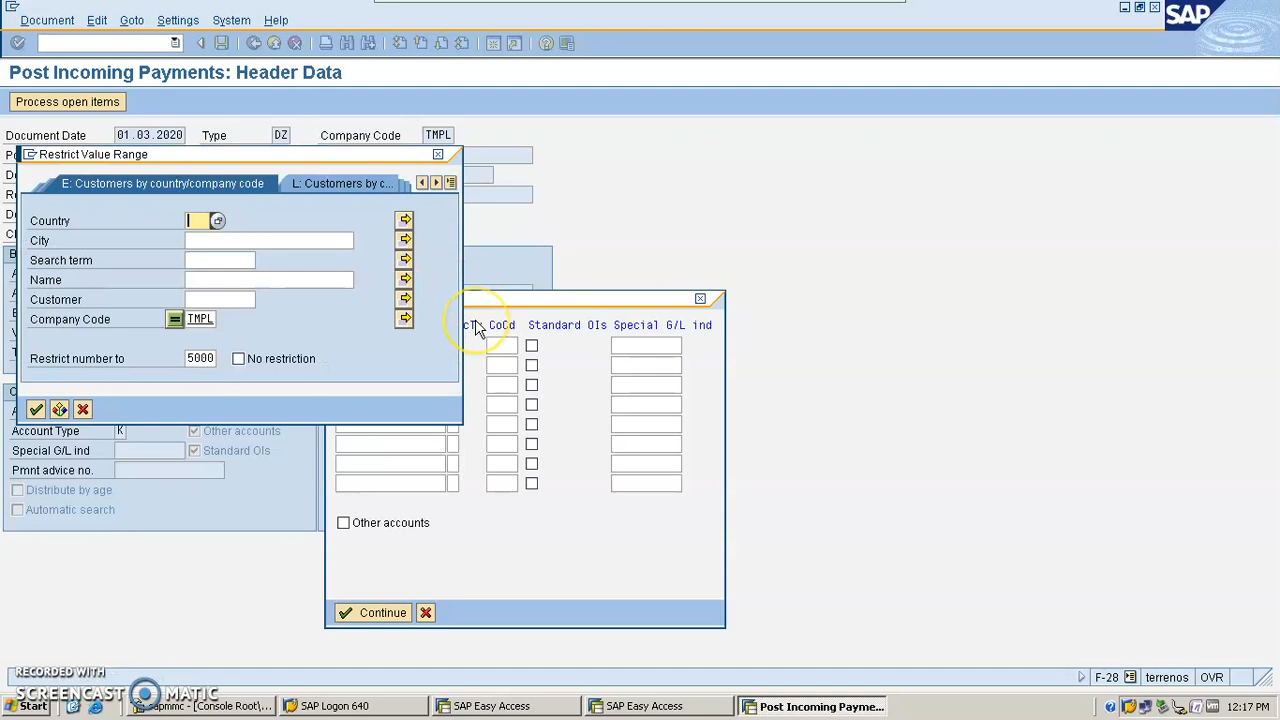 Document Edit Goto Settings System Help
SAP
Post Incoming Payments: Header Data
Process open items
Document Date 01.03.2020 Type DZ Company Code TMPL
Restrict Value Range
E: Customers by country/company code L: Customers by c...
Country
City
Search term
Name
Customer
Company Code TMPL
Restrict number to 5000 No restriction
CoCd Standard OIs Special G/L ind
Account Type K Other accounts
Special G/L ind Standard OIs
Pmnt advice no.
Distribute by age
Automatic search
Other accounts
Continue
RECORDED WITH
SCREENCAST MATIC
F-28 terrenos OVR
Start sapmmc - [Console Root\... SAP Logon 640 SAP Easy Access SAP Easy Access Post Incoming Payme... 12:17 PM